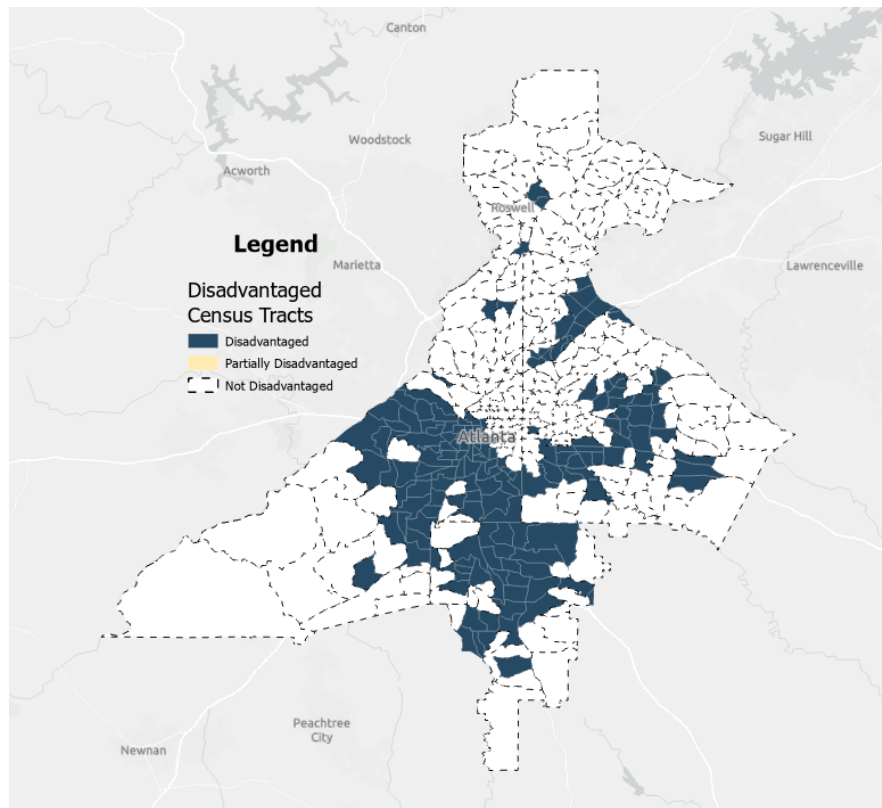 Canton
Woodstock
Sugar Hill
Acworth
Roswell
Legend
Marietta
Lawrenceville
Disadvantaged
Census Tracts
Disadvantaged
Partially Disadvantaged
Not Disadvantaged
Atlanta
Peachtree
City
Newnan